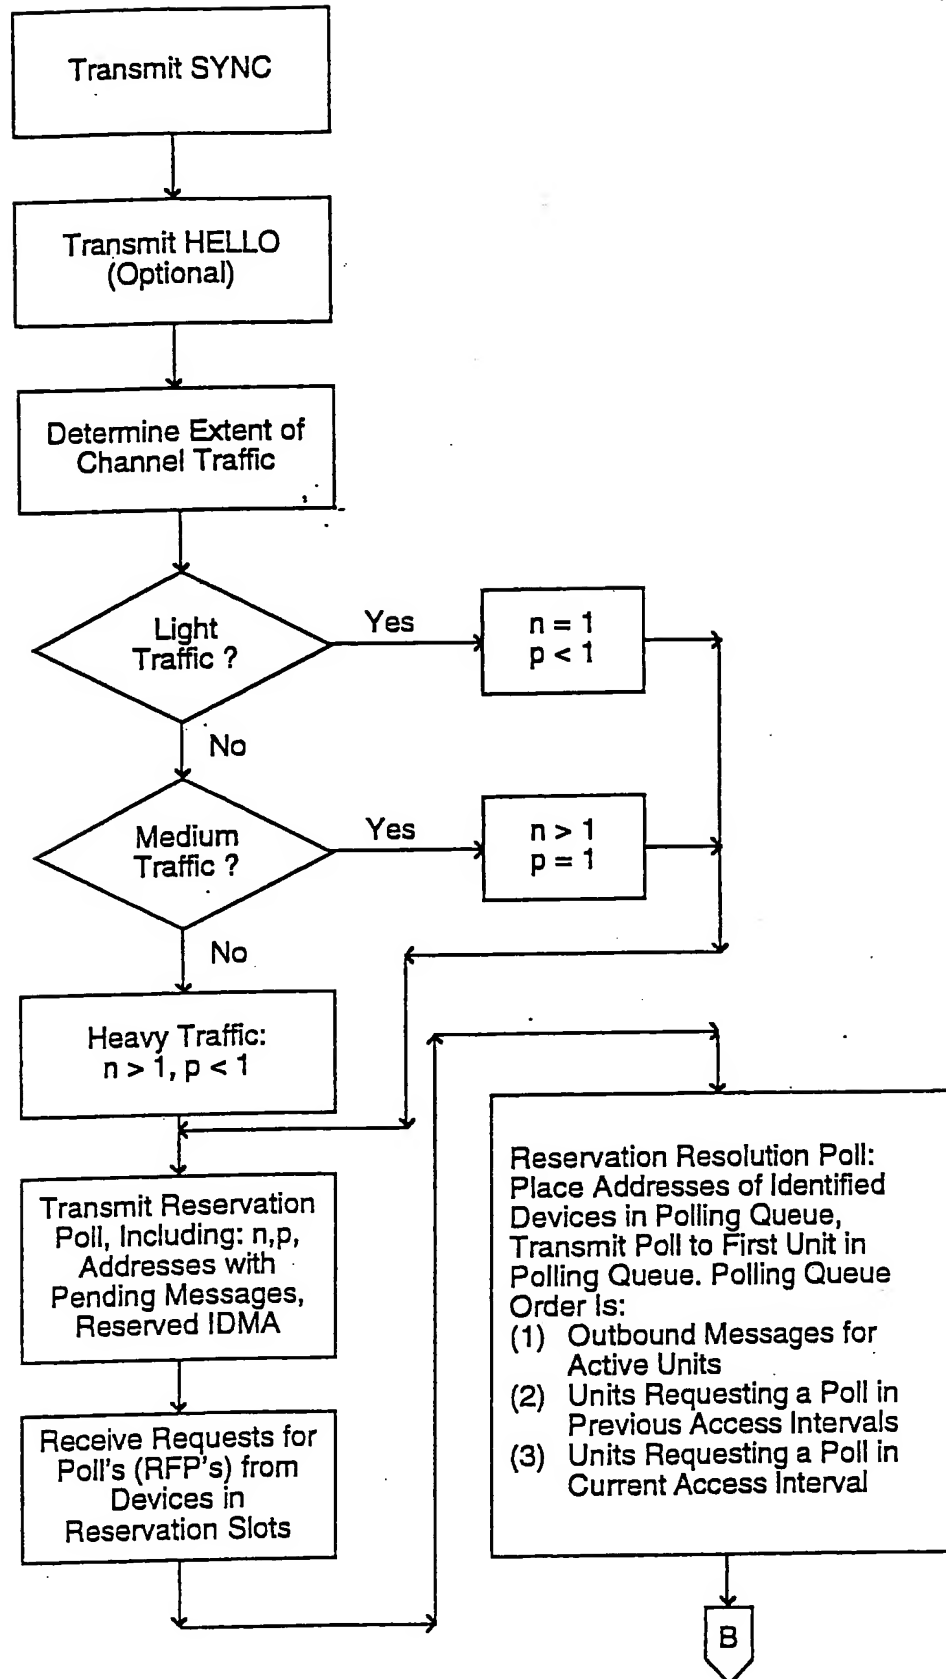 Transmit SYNC
Transmit HELLO
(Optional)
Determine Extent of
Channel Traffic
Light
Traffic ?
Yes
n = 1
p < 1
No
Medium
Traffic ?
Yes
n > 1
p = 1
No
Heavy Traffic:
n > 1, p < 1
Transmit Reservation
Poll, Including: n,p,
Addresses with
Pending Messages,
Reserved IDMA
Receive Requests for
Poll's (RFP's) from
Devices in
Reservation Slots
Reservation Resolution Poll:
Place Addresses of Identified
Devices in Polling Queue,
Transmit Poll to First Unit in
Polling Queue. Polling Queue
Order Is:
(1) Outbound Messages for
Active Units
(2) Units Requesting a Poll in
Previous Access Intervals
(3) Units Requesting a Poll in
Current Access Interval
B